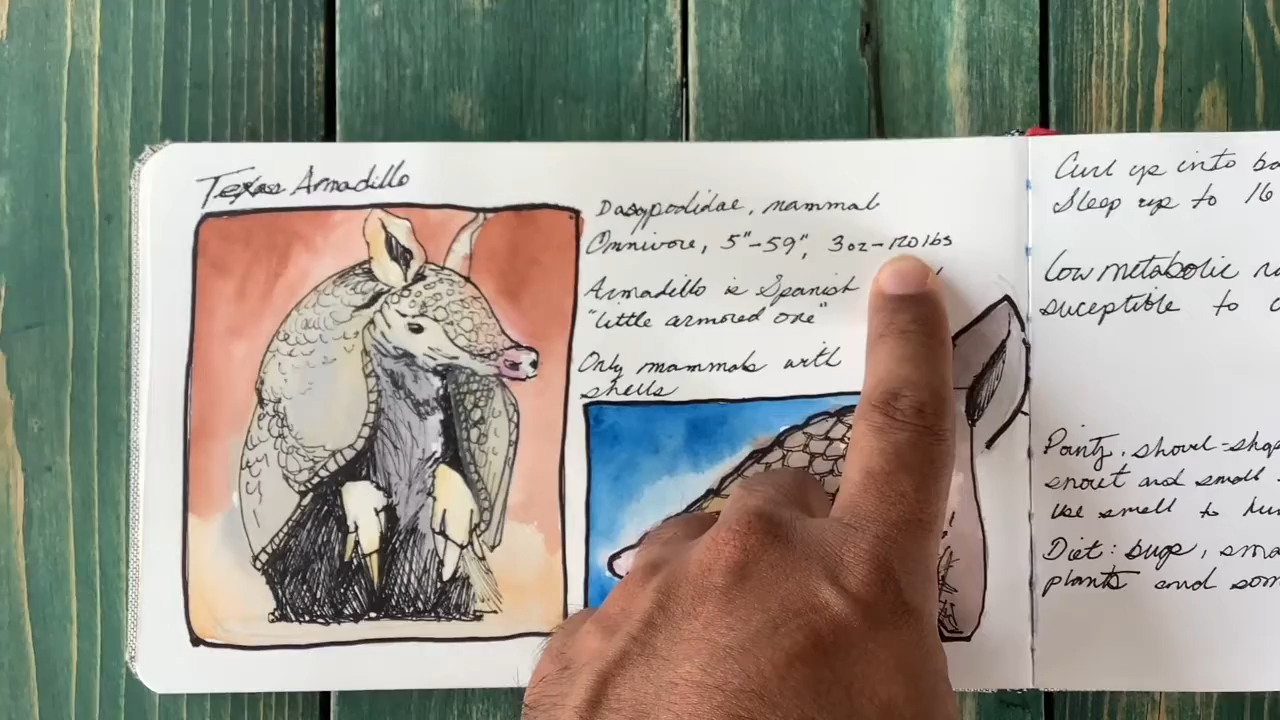 Texas Armadillo
Dasypodidae, mammal
Omnivore, 5"-59", 3oz-120lbs
Armadillo is Spanish
"little armored one"
Only mammals with
shells
Curl up into ba
Sleep up to 16
Low metabolic
suceptible to
Pointy, shovel-shap
snout and small
use smell to hun
Diet: bugs, sma
plants and som